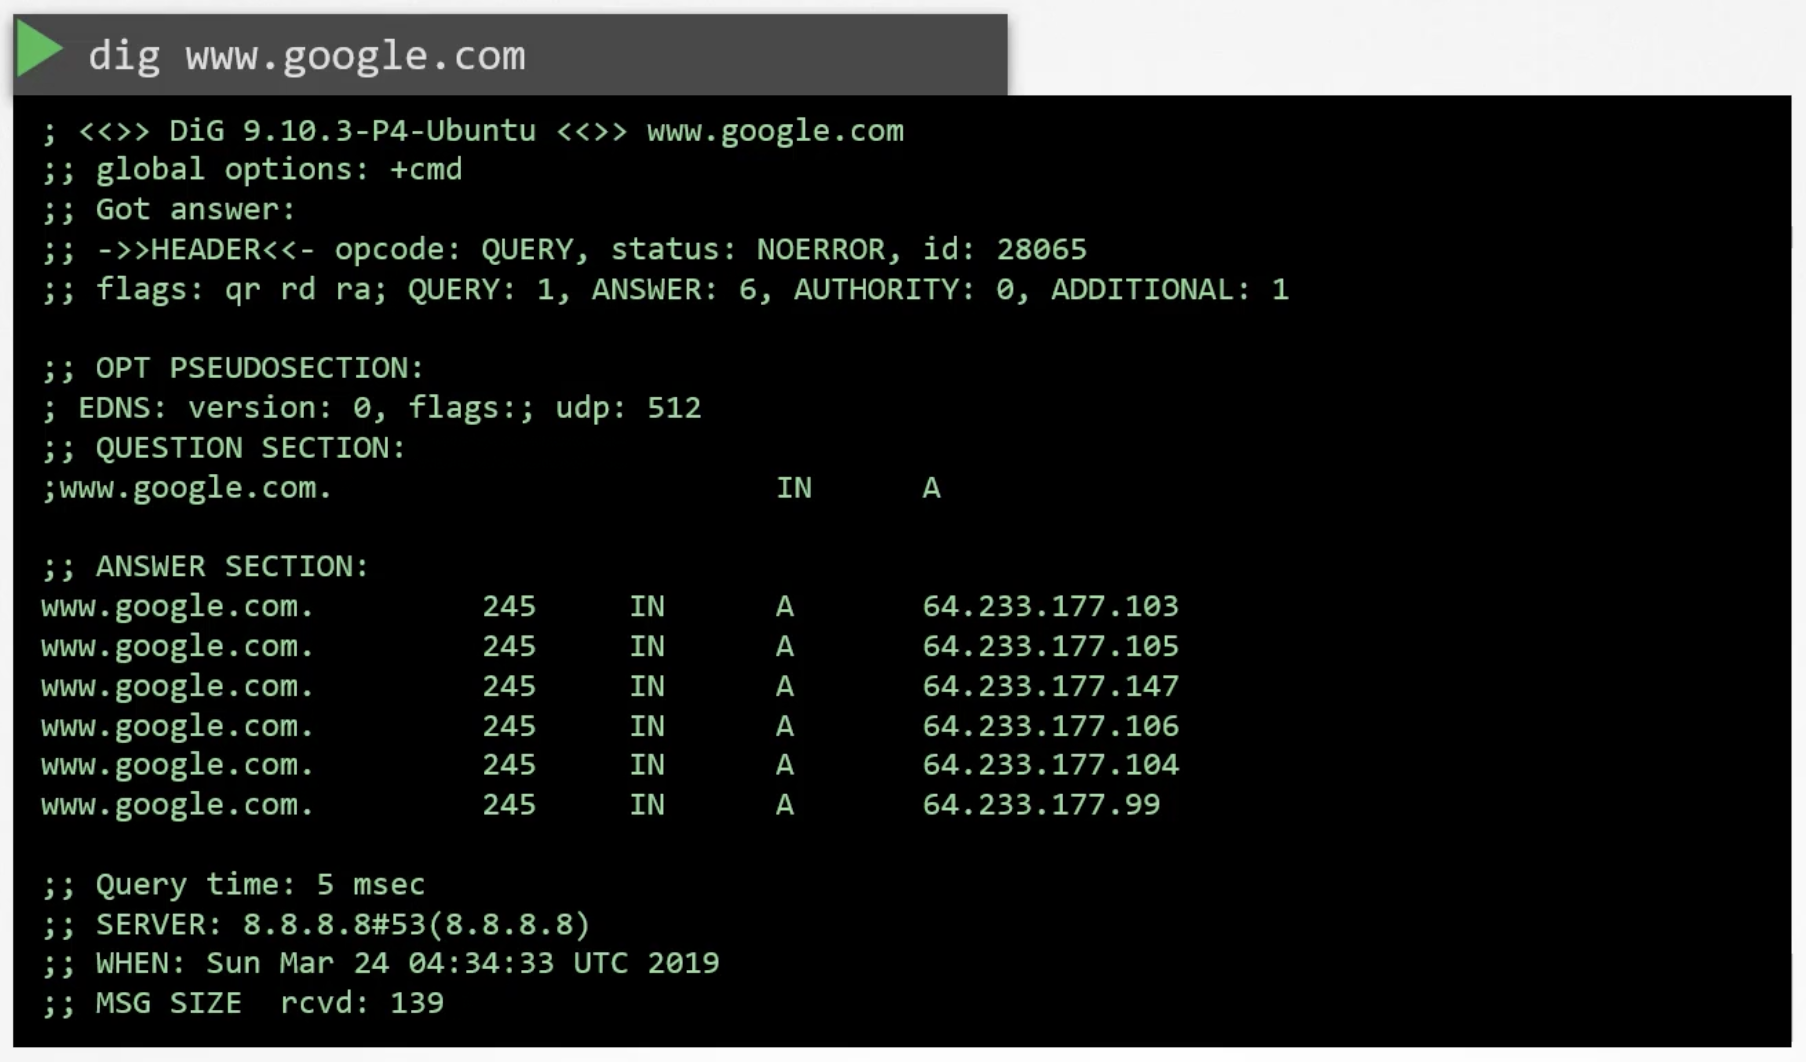 dig www.google.com
; <<>> DiG 9.10.3-P4-Ubuntu <<>> www.google.com
;; global options: +cmd
;; Got answer:
;; ->>HEADER<<- opcode: QUERY, status: NOERROR, id: 28065
;; flags: qr rd ra; QUERY: 1, ANSWER: 6, AUTHORITY: 0, ADDITIONAL: 1
;; OPT PSEUDOSECTION:
; EDNS: version: 0, flags:; udp: 512
;; QUESTION SECTION:
;www.google.com. IN A
;; ANSWER SECTION:
www.google.com. 245 IN A 64.233.177.103
www.google.com. 245 IN A 64.233.177.105
www.google.com. 245 IN A 64.233.177.147
www.google.com. 245 IN A 64.233.177.106
www.google.com. 245 IN A 64.233.177.104
www.google.com. 245 IN A 64.233.177.99
;; Query time: 5 msec
;; SERVER: 8.8.8.8#53(8.8.8.8)
;; WHEN: Sun Mar 24 04:34:33 UTC 2019
;; MSG SIZE  rcvd: 139